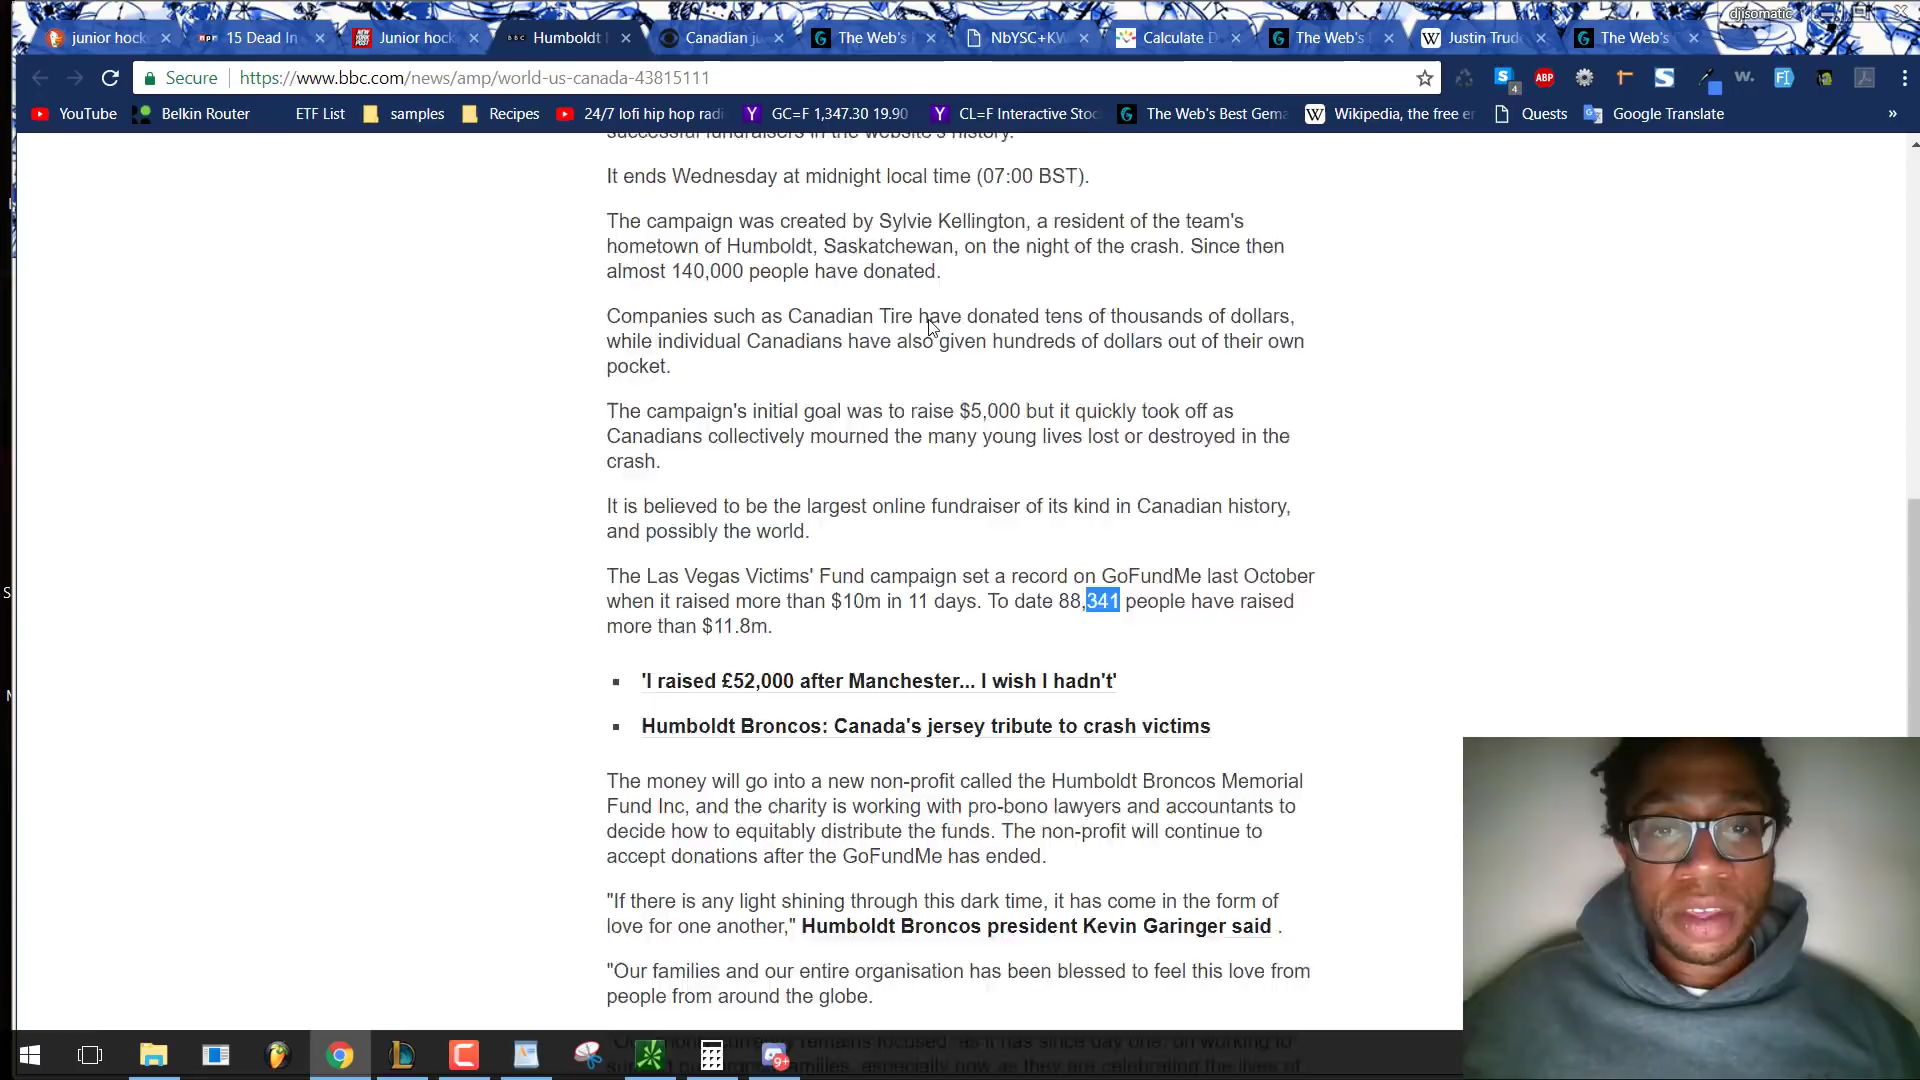 djisomatic
junior hock
15 Dead In
Junior hock
Humboldt
Canadian ju
The Web's
NbYSC+KW
Calculate D
The Web's
Justin Trud
The Web's
Secure
https://www.bbc.com/news/amp/world-us-canada-43815111
YouTube
Belkin Router
ETF List
samples
Recipes
24/7 lofi hip hop radi
GC=F 1,347.30 19.90
CL=F Interactive Stoc
The Web's Best Gema
Wikipedia, the free e
Quests
Google Translate
successful fundraisers in the website's history.
It ends Wednesday at midnight local time (07:00 BST).
The campaign was created by Sylvie Kellington, a resident of the team's
hometown of Humboldt, Saskatchewan, on the night of the crash. Since then
almost 140,000 people have donated.
Companies such as Canadian Tire have donated tens of thousands of dollars,
while individual Canadians have also given hundreds of dollars out of their own
pocket.
The campaign's initial goal was to raise $5,000 but it quickly took off as
Canadians collectively mourned the many young lives lost or destroyed in the
crash.
It is believed to be the largest online fundraiser of its kind in Canadian history,
and possibly the world.
The Las Vegas Victims' Fund campaign set a record on GoFundMe last October
when it raised more than $10m in 11 days. To date 88,341 people have raised
more than $11.8m.
'I raised £52,000 after Manchester... I wish I hadn't'
Humboldt Broncos: Canada's jersey tribute to crash victims
The money will go into a new non-profit called the Humboldt Broncos Memorial
Fund Inc, and the charity is working with pro-bono lawyers and accountants to
decide how to equitably distribute the funds. The non-profit will continue to
accept donations after the GoFundMe has ended.
"If there is any light shining through this dark time, it has come in the form of
love for one another," Humboldt Broncos president Kevin Garinger said .
"Our families and our entire organisation has been blessed to feel this love from
people from around the globe.